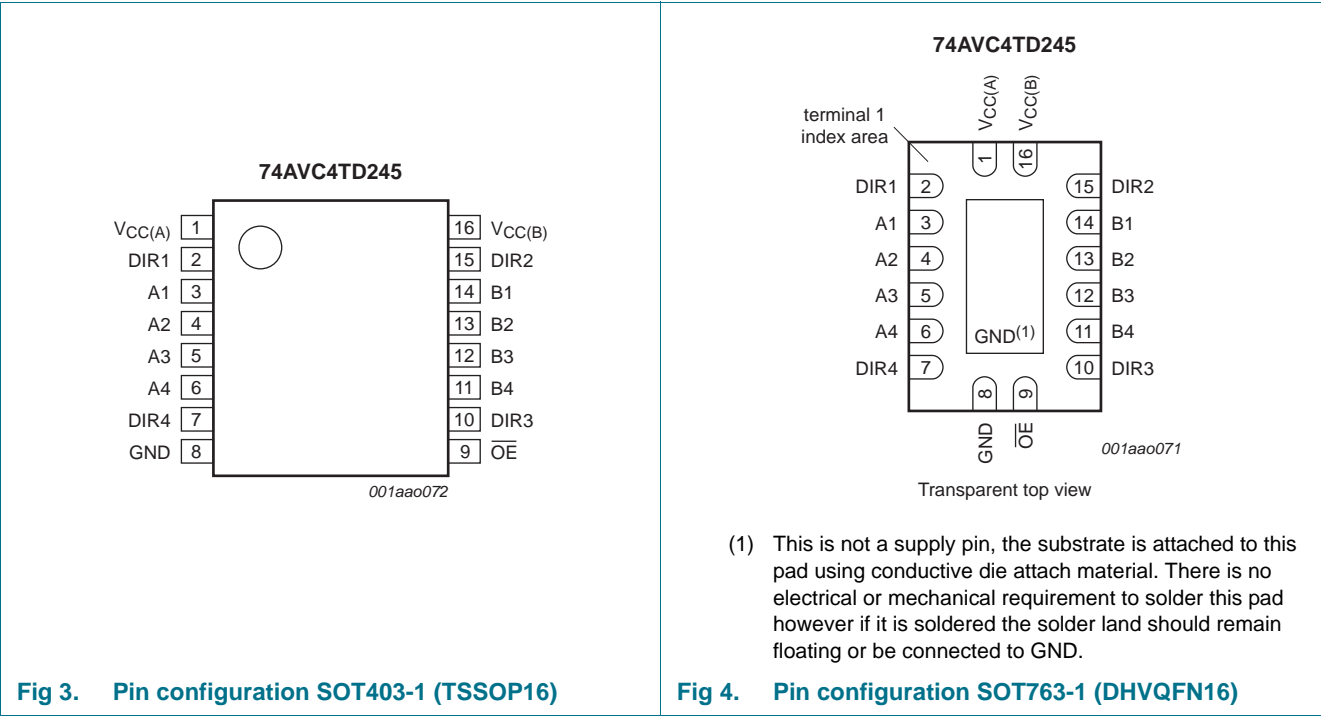 74AVC4TD245
VCC(A) 1
DIR1 2
A1 3
A2 4
A3 5
A4 6
DIR4 7
GND 8
16 VCC(B)
15 DIR2
14 B1
13 B2
12 B3
11 B4
10 DIR3
9 OE
001aao072
Fig 3. Pin configuration SOT403-1 (TSSOP16)
74AVC4TD245
terminal 1
index area
VCC(A)
VCC(B)
1
16
DIR1 2
A1 3
A2 4
A3 5
A4 6
DIR4 7
15 DIR2
14 B1
13 B2
12 B3
11 B4
10 DIR3
GND(1)
8
9
GND
OE
001aao071
Transparent top view
(1) This is not a supply pin, the substrate is attached to this
pad using conductive die attach material. There is no
electrical or mechanical requirement to solder this pad
however if it is soldered the solder land should remain
floating or be connected to GND.
Fig 4. Pin configuration SOT763-1 (DHVQFN16)